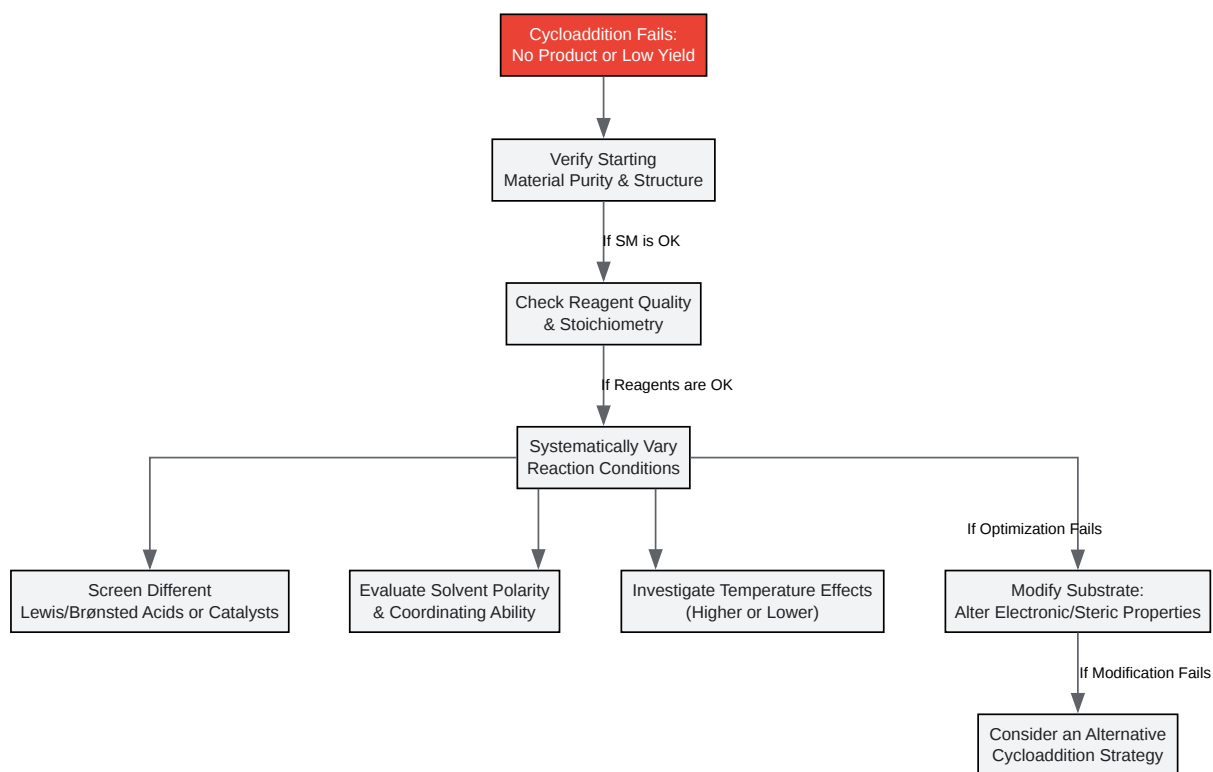 Cycloaddition Fails:
No Product or Low Yield
Verify Starting
Material Purity & Structure
If SM is OK
Check Reagent Quality
& Stoichiometry
If Reagents are OK
Systematically Vary
Reaction Conditions
If Optimization Fails
Screen Different
Lewis/Brønsted Acids or Catalysts
Evaluate Solvent Polarity
& Coordinating Ability
Investigate Temperature Effects
(Higher or Lower)
Modify Substrate:
Alter Electronic/Steric Properties
If Modification Fails
Consider an Alternative
Cycloaddition Strategy